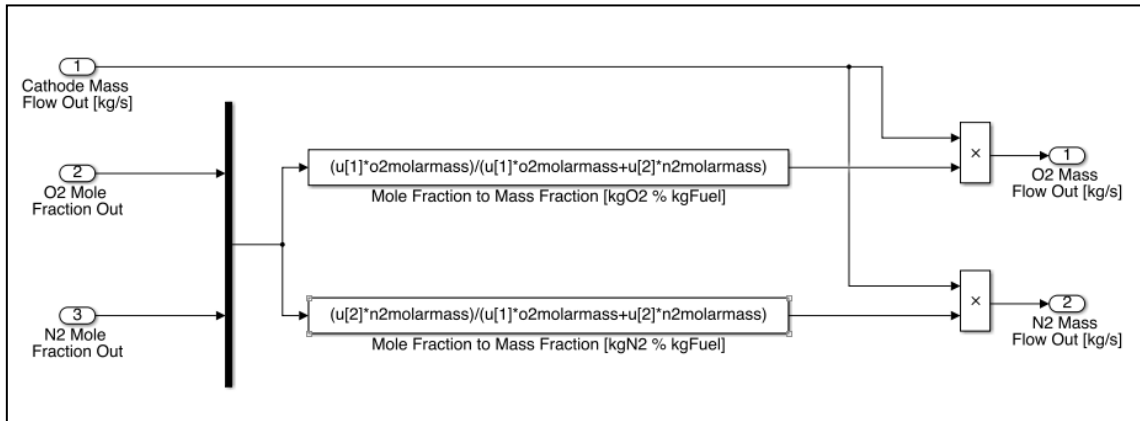 1
Cathode Mass
Flow Out [kg/s]
2
O2 Mole
Fraction Out
3
N2 Mole
Fraction Out
(u[1]*o2molarmass)/(u[1]*o2molarmass+u[2]*n2molarmass)
Mole Fraction to Mass Fraction [kgO2 % kgFuel]
(u[2]*n2molarmass)/(u[1]*o2molarmass+u[2]*n2molarmass)
Mole Fraction to Mass Fraction [kgN2 % kgFuel]
×
1
O2 Mass
Flow Out [kg/s]
×
2
N2 Mass
Flow Out [kg/s]